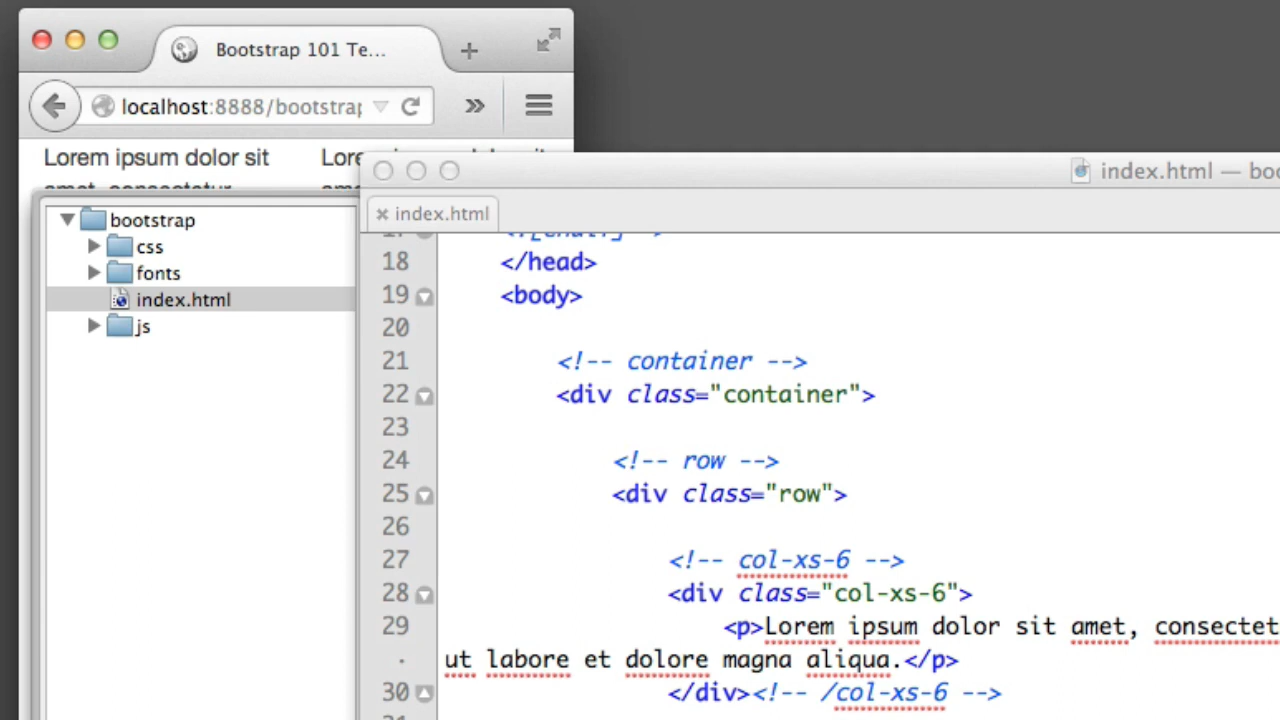 Bootstrap 101 Te...
localhost:8888/bootstrap
Lorem ipsum dolor sit
amet, consectetur
index.html — boo
bootstrap
css
fonts
index.html
js
index.html
18 </head>
19 <body>
20
21 <!-- container -->
22 <div class="container">
23
24 <!-- row -->
25 <div class="row">
26
27 <!-- col-xs-6 -->
28 <div class="col-xs-6">
29 <p>Lorem ipsum dolor sit amet, consectet
ut labore et dolore magna aliqua.</p>
30 </div><!-- /col-xs-6 -->